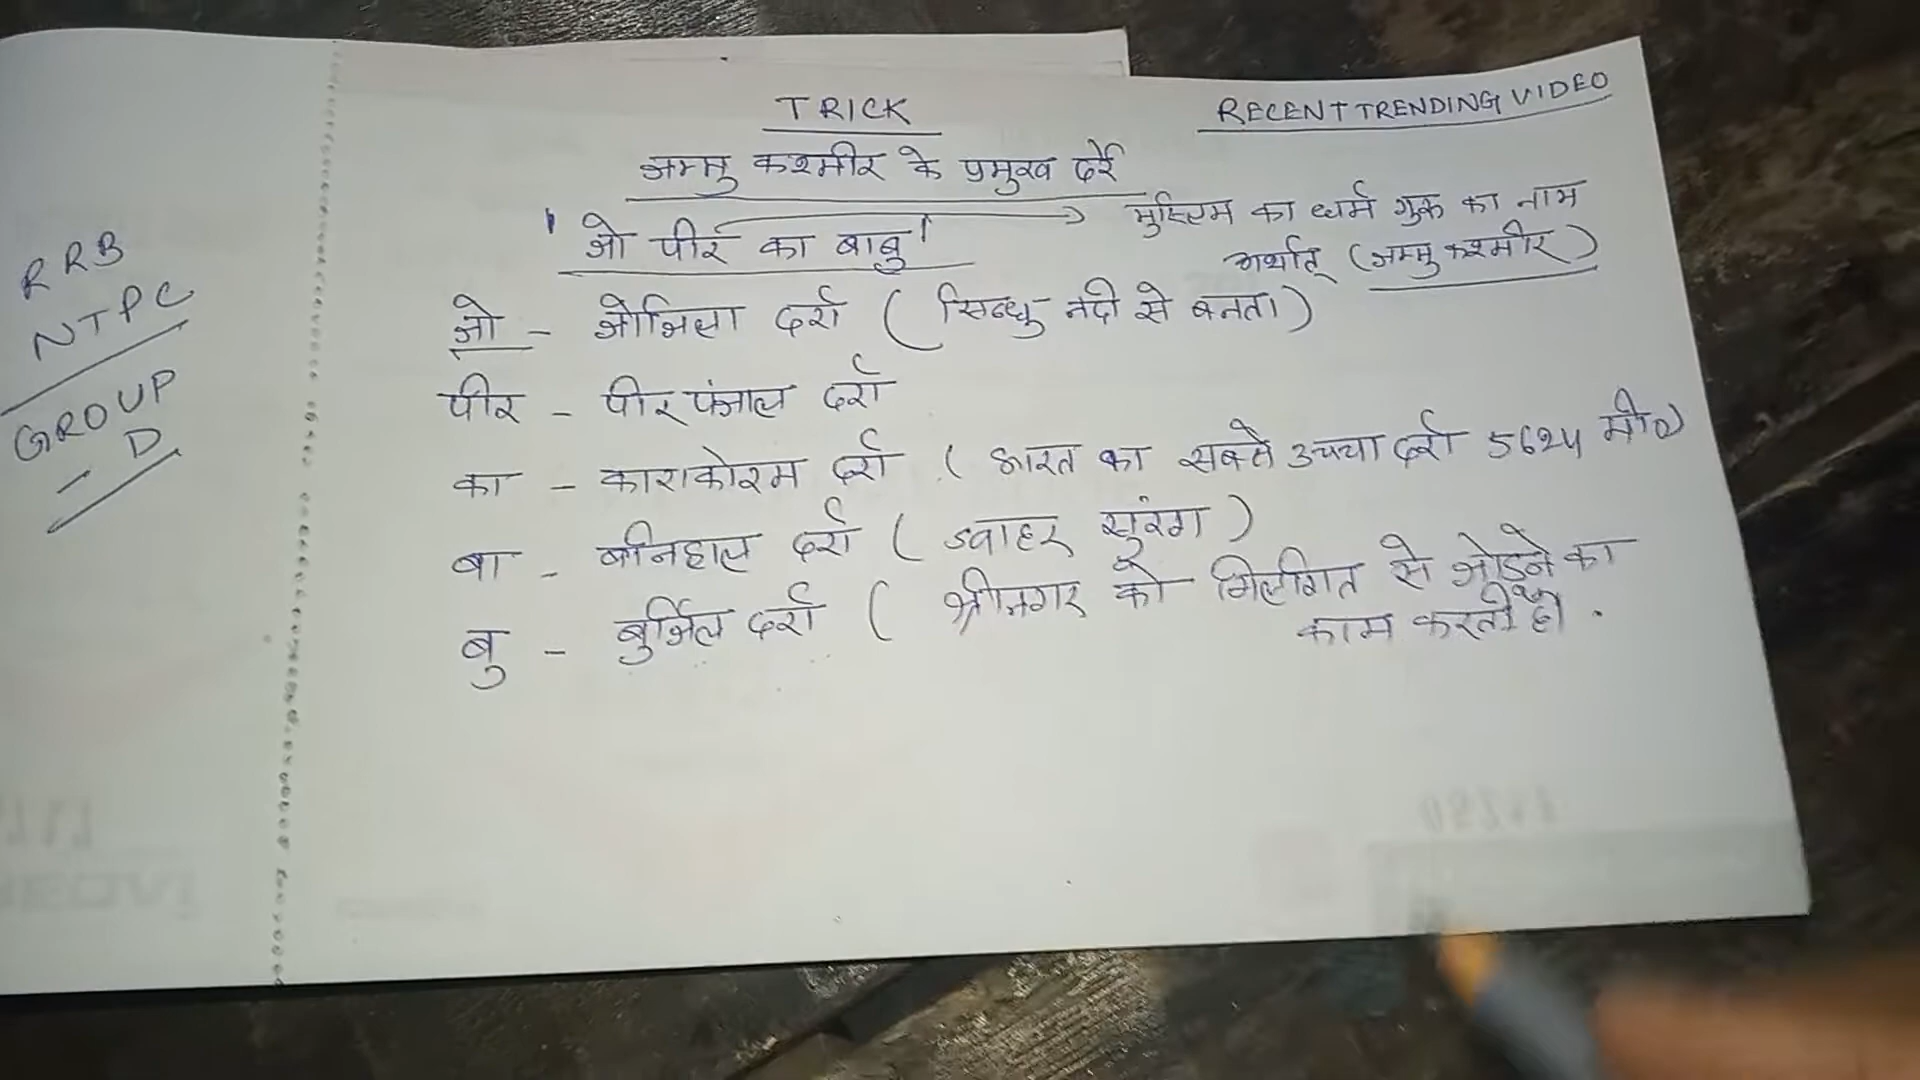 TRICK
RECENT TRENDING VIDEO
जम्मु कश्मीर के प्रमुख दर्रे
' जो पीर का बाबु '
→ मुस्लिम का धर्म गुरू का नाम
अर्थात् (जम्मु कश्मीर)
जो - जोजिला दर्रा ( सिन्धु नदी से बनता)
पीर - पीर पंजाल दर्रा
का - काराकोरम दर्रा ( भारत का सबसे उच्चा दर्रा 5624 मी०)
बा - बनिहाल दर्रा ( जवाहर सुरंग )
बु - बुर्जिल दर्रा ( श्रीनगर को गिलगित से जोड़ने का
काम करती है) .
RRB
NTPC
GROUP
- D